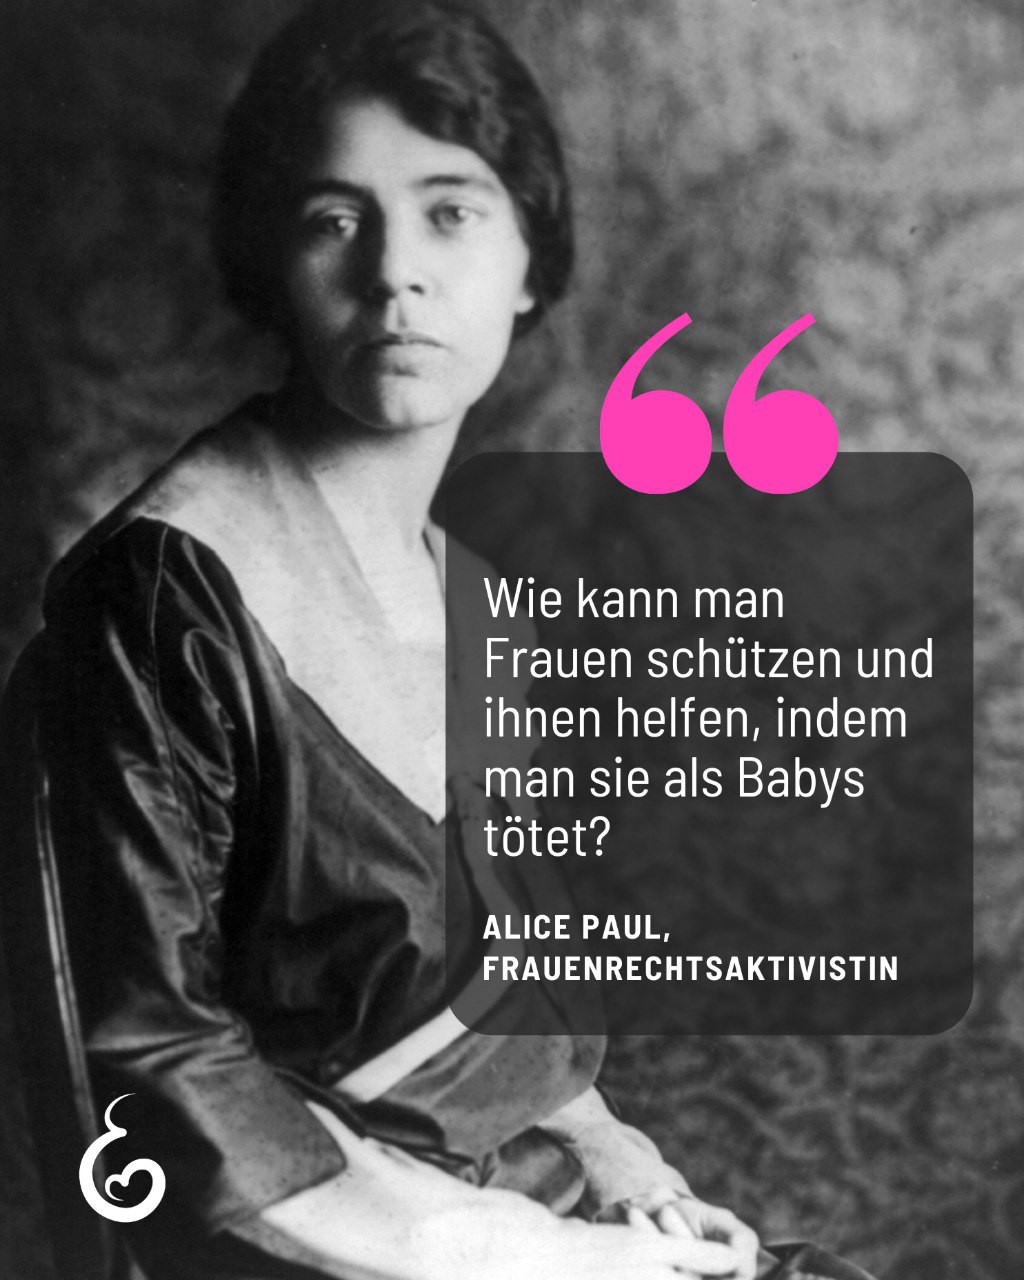 Wie kann man
Frauen schützen und
ihnen helfen, indem
man sie als Babys
tötet?
ALICE PAUL,
FRAUENRECHTSAKTIVISTIN